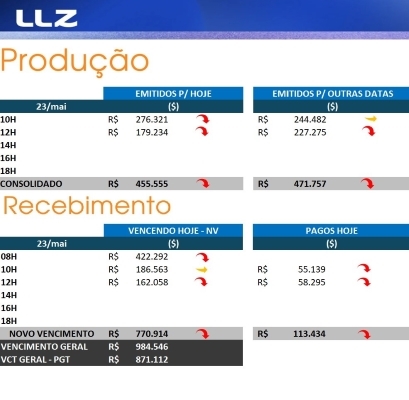 LLZ
Produção
EMITIDOS P/ HOJE EMITIDOS P/ OUTRAS DATAS
23/mai ($) ($)
10H R$ 276.321 R$ 244.482
12H R$ 179.234 R$ 227.275
14H
16H
18H
CONSOLIDADO R$ 455.555 R$ 471.757
Recebimento
VENCENDO HOJE - NV PAGOS HOJE
23/mai ($) ($)
08H R$ 422.292
10H R$ 186.563 R$ 55.139
12H R$ 162.058 R$ 58.295
14H
16H
18H
NOVO VENCIMENTO R$ 770.914 R$ 113.434
VENCIMENTO GERAL R$ 984.546
VCT GERAL - PGT R$ 871.112